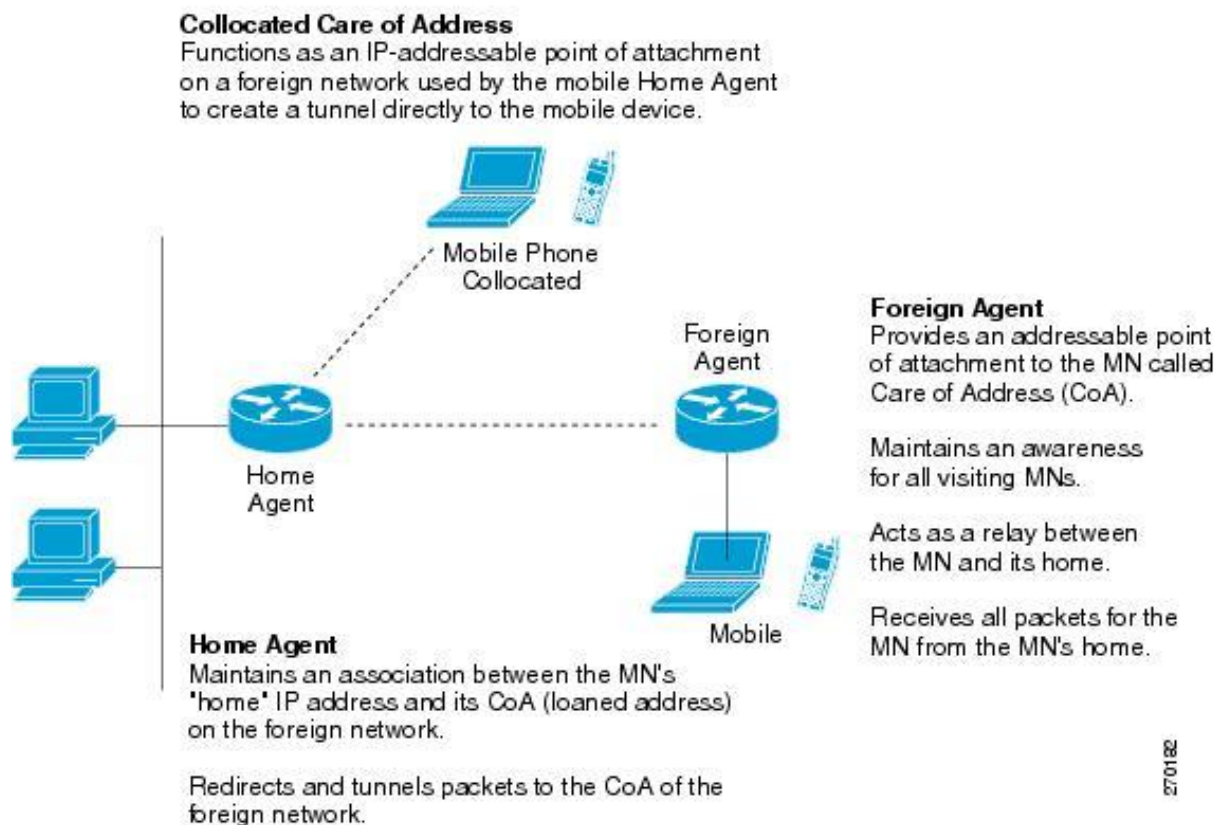 Collocated Care of Address
Functions as an IP-addressable point of attachment
on a foreign network used by the mobile Home Agent
to create a tunnel directly to the mobile device.
Mobile Phone
Collocated
Foreign
Agent
Home
Agent
Mobile
Foreign Agent
Provides an addressable point
of attachment to the MN called
Care of Address (CoA).
Maintains an awareness
for all visiting MNs.
Acts as a relay between
the MN and its home.
Receives all packets for the
MN from the MN's home.
Home Agent
Maintains an association between the MN's
"home" IP address and its CoA (loaned address)
on the foreign network.
Redirects and tunnels packets to the CoA of the
foreign network.
270182